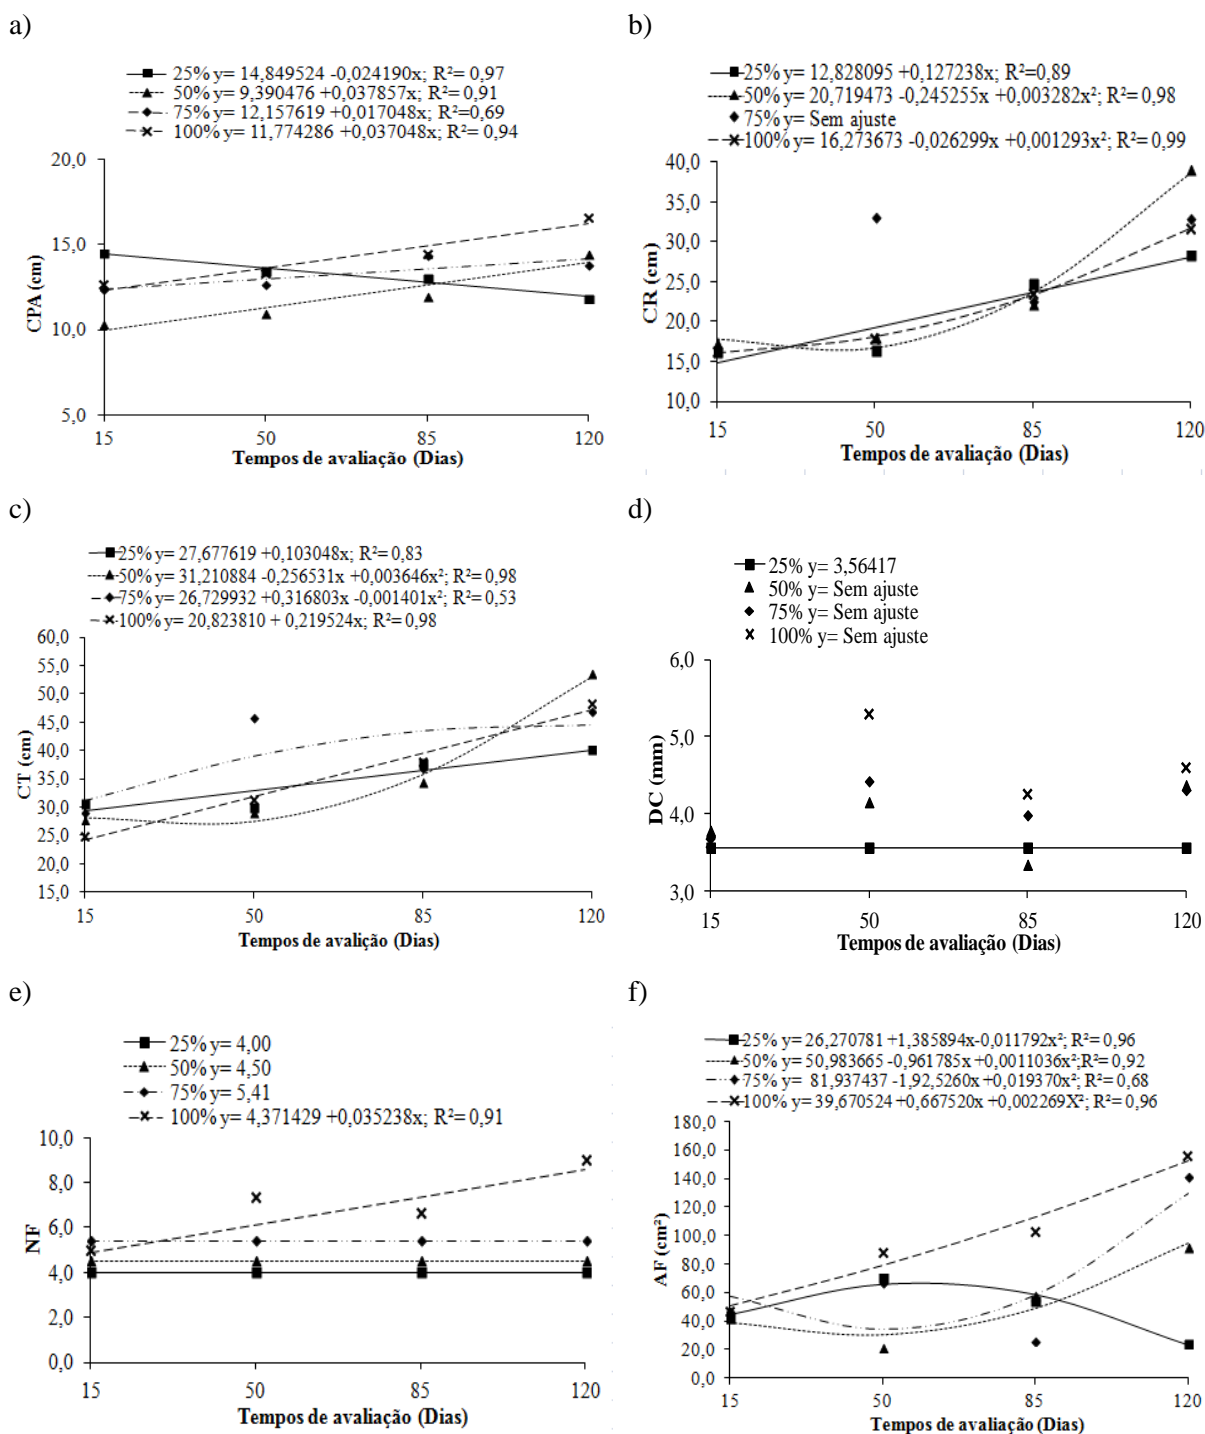 a)
25% y= 14,849524 -0,024190x; R²= 0,97
50% y= 9,390476 +0,037857x; R²= 0,91
75% y= 12,157619 +0,017048x; R²=0,69
100% y= 11,774286 +0,037048x; R²= 0,94
20,0
15,0
10,0
5,0
CPA (cm)
15 50 85 120
Tempos de avaliação (Dias)
b)
25% y= 12,828095 +0,127238x; R²=0,89
50% y= 20,719473 -0,245255x +0,003282x²; R²= 0,98
75% y= Sem ajuste
100% y= 16,273673 -0,026299x +0,001293x²; R²= 0,99
40,0
35,0
30,0
25,0
20,0
15,0
10,0
CR (cm)
15 50 85 120
Tempos de avaliação (Dias)
c)
25% y= 27,677619 +0,103048x; R²= 0,83
50% y= 31,210884 -0,256531x +0,003646x²; R²= 0,98
75% y= 26,729932 +0,316803x -0,001401x²; R²= 0,53
100% y= 20,823810 + 0,219524x; R²= 0,98
60,0
55,0
50,0
45,0
40,0
35,0
30,0
25,0
20,0
15,0
CT (cm)
15 50 85 120
Tempos de avalição (Dias)
d)
25% y= 3,56417
50% y= Sem ajuste
75% y= Sem ajuste
100% y= Sem ajuste
6,0
5,0
4,0
3,0
DC (mm)
15 50 85 120
Tempos de avaliação (Dias)
e)
25% y= 4,00
50% y= 4,50
75% y= 5,41
100% y= 4,371429 +0,035238x; R²= 0,91
10,0
8,0
6,0
4,0
2,0
0,0
NF
15 50 85 120
Tempos de avaliação (Dias)
f)
25% y= 26,270781 +1,385894x-0,011792x²; R²= 0,96
50% y= 50,983665 -0,961785x +0,0011036x²;R²= 0,92
75% y= 81,937437 -1,92,5260x +0,019370x²; R²= 0,68
100% y= 39,670524 +0,667520x +0,002269X²; R²= 0,96
180,0
160,0
140,0
120,0
100,0
80,0
60,0
40,0
20,0
0,0
AF (cm²)
15 50 85 120
Tempos de avaliação (Dias)